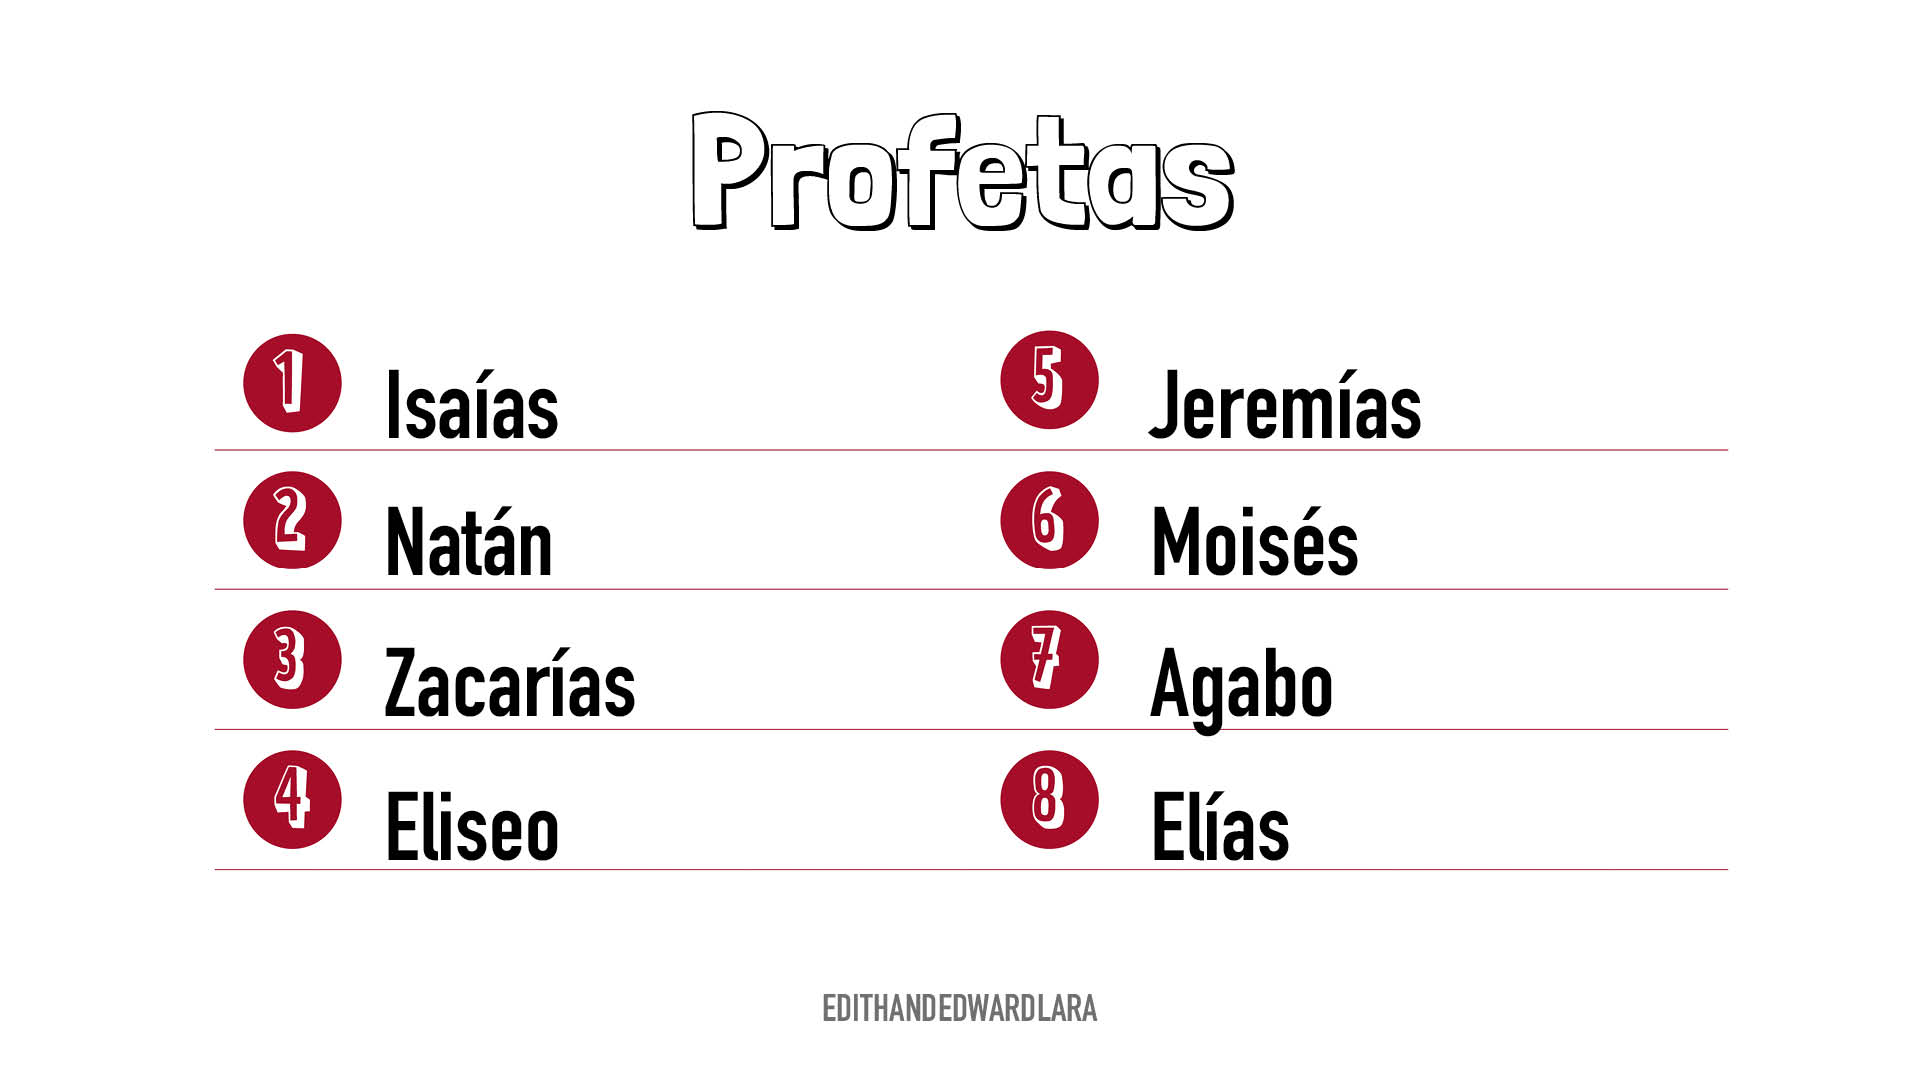 Profetas
1 Isaías
2 Natán
3 Zacarías
4 Eliseo
5 Jeremías
6 Moisés
7 Agabo
8 Elías
EDITHANDEDWARDLARA